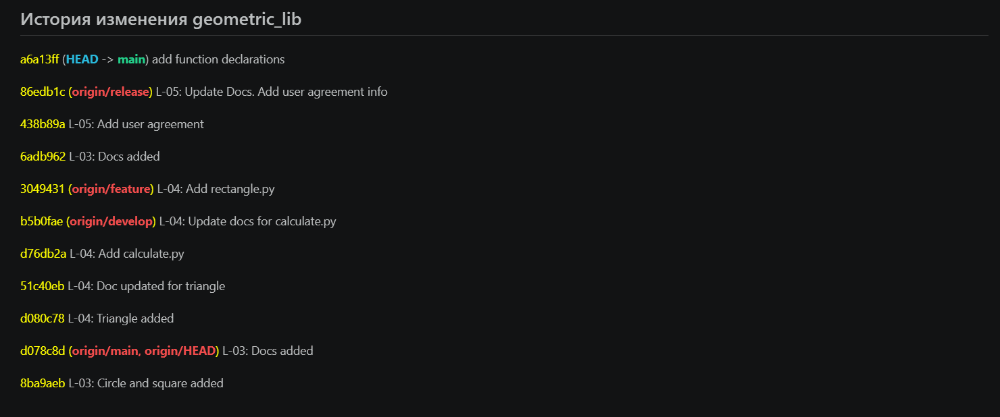 История изменения geometric_lib
a6a13ff (HEAD -> main) add function declarations
86edb1c (origin/release) L-05: Update Docs. Add user agreement info
438b89a L-05: Add user agreement
6adb962 L-03: Docs added
3049431 (origin/feature) L-04: Add rectangle.py
b5b0fae (origin/develop) L-04: Update docs for calculate.py
d76db2a L-04: Add calculate.py
51c40eb L-04: Doc updated for triangle
d080c78 L-04: Triangle added
d078c8d (origin/main, origin/HEAD) L-03: Docs added
8ba9aeb L-03: Circle and square added